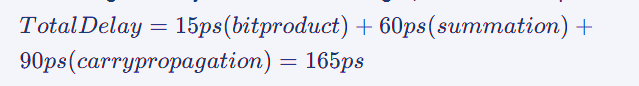 TotalDelay = 15ps(bitproduct) + 60ps(summation) +
90ps(carrypropagation) = 165ps